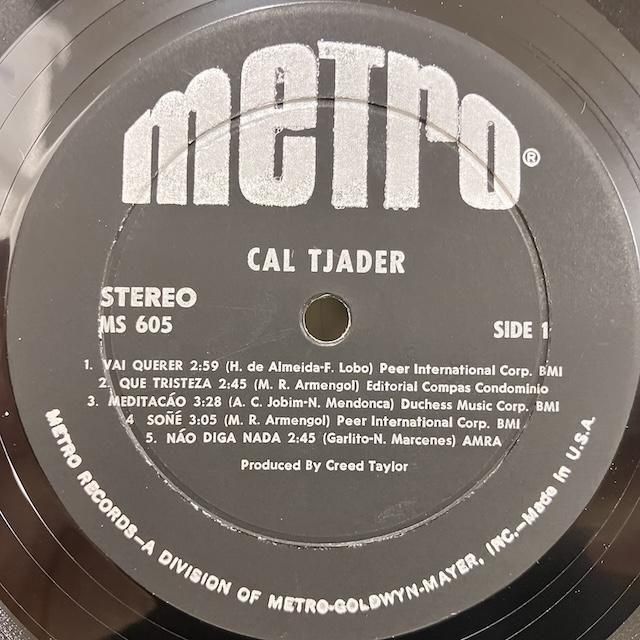 metro®
CAL TJADER
STEREO
MS 605
SIDE 1
1. VAI QUERER 2:59 (H. de Almeida-F. Lobo) Peer International Corp. BMI
2. QUE TRISTEZA 2:45 (M. R. Armengol) Editorial Compas Condominio
3. MEDITACÃO 3:28 (A. C. Jobim-N. Mendonca) Duchess Music Corp. BMI
4 SOÑÉ 3:05 (M. R. Armengol) Peer International Corp. BMI
5. NÃO DIGA NADA 2:45 (Garlito-N. Marcenes) AMRA
Produced By Creed Taylor
METRO RECORDS—A DIVISION OF METRO-GOLDWYN-MAYER, INC.—Made in U.S.A.